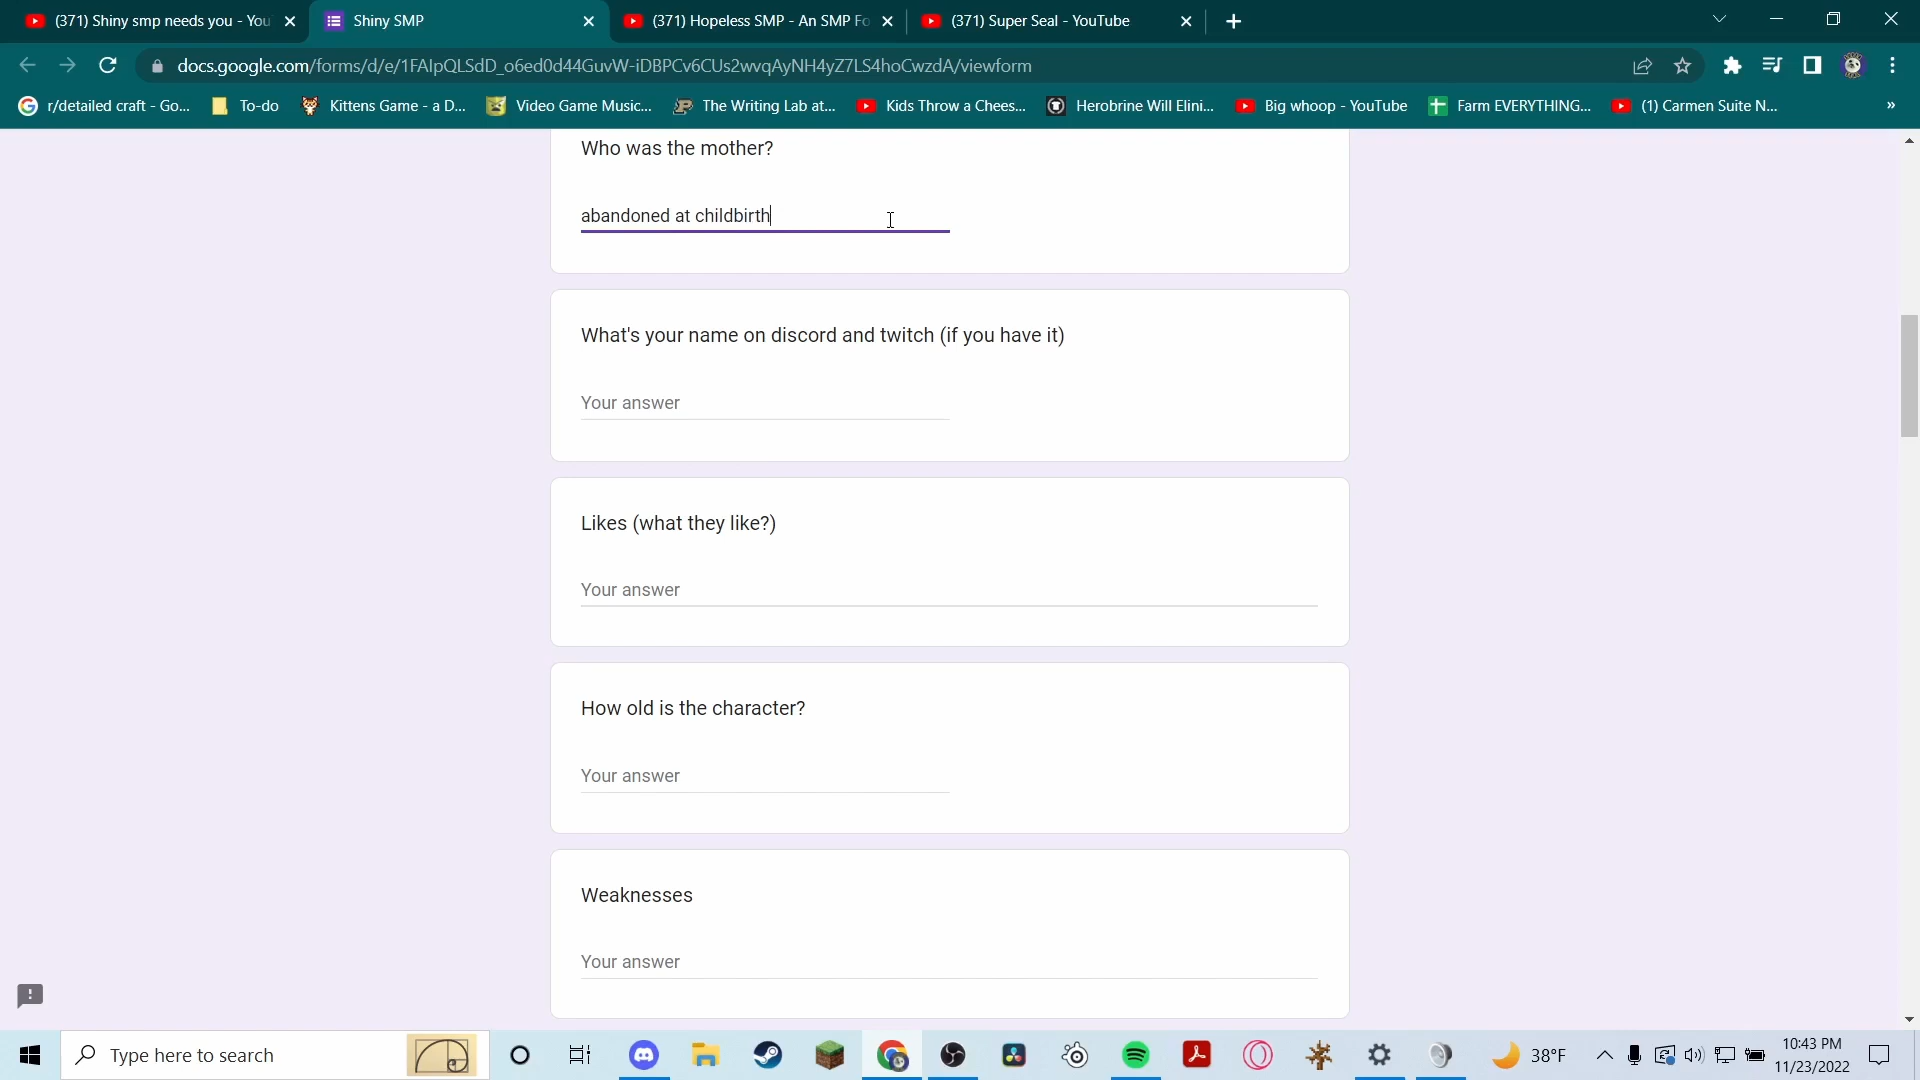 (371) Shiny smp needs you - You
Shiny SMP
(371) Hopeless SMP - An SMP Fo
(371) Super Seal - YouTube
docs.google.com/forms/d/e/1FAIpQLSdD_o6ed0d44GuvW-iDBPCv6CUs2wvqAyNH4yZ7LS4hoCwzdA/viewform
r/detailed craft - Go...
To-do
Kittens Game - a D...
Video Game Music...
The Writing Lab at...
Kids Throw a Chees...
Herobrine Will Elini...
Big whoop - YouTube
Farm EVERYTHING...
(1) Carmen Suite N...
»
Who was the mother?
abandoned at childbirth
What's your name on discord and twitch (if you have it)
Your answer
Likes (what they like?)
Your answer
How old is the character?
Your answer
Weaknesses
Your answer
Type here to search
38°F
10:43 PM
11/23/2022